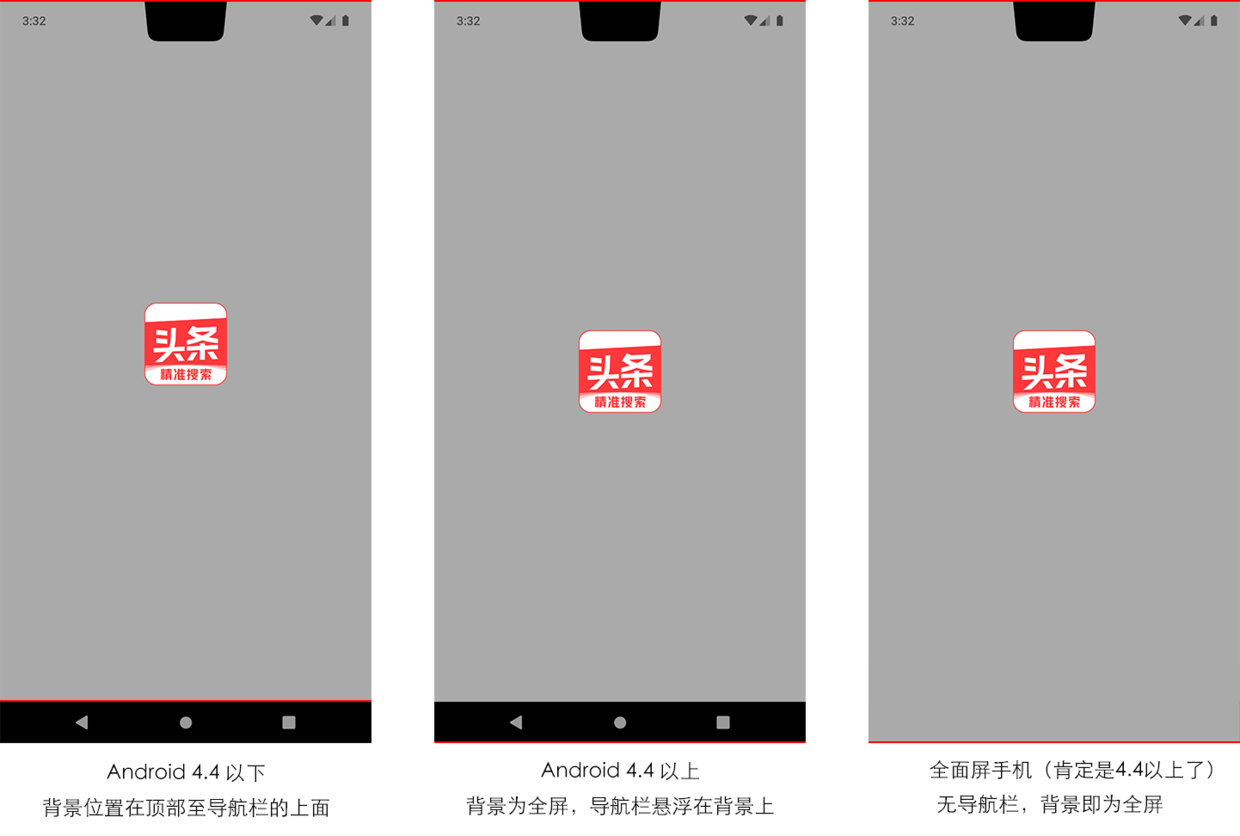 3:32
头条
精准搜索
Android 4.4 以下
背景位置在顶部至导航栏的上面
3:32
头条
精准搜索
Android 4.4 以上
背景为全屏，导航栏悬浮在背景上
3:32
头条
精准搜索
全面屏手机（肯定是4.4以上了）
无导航栏，背景即为全屏